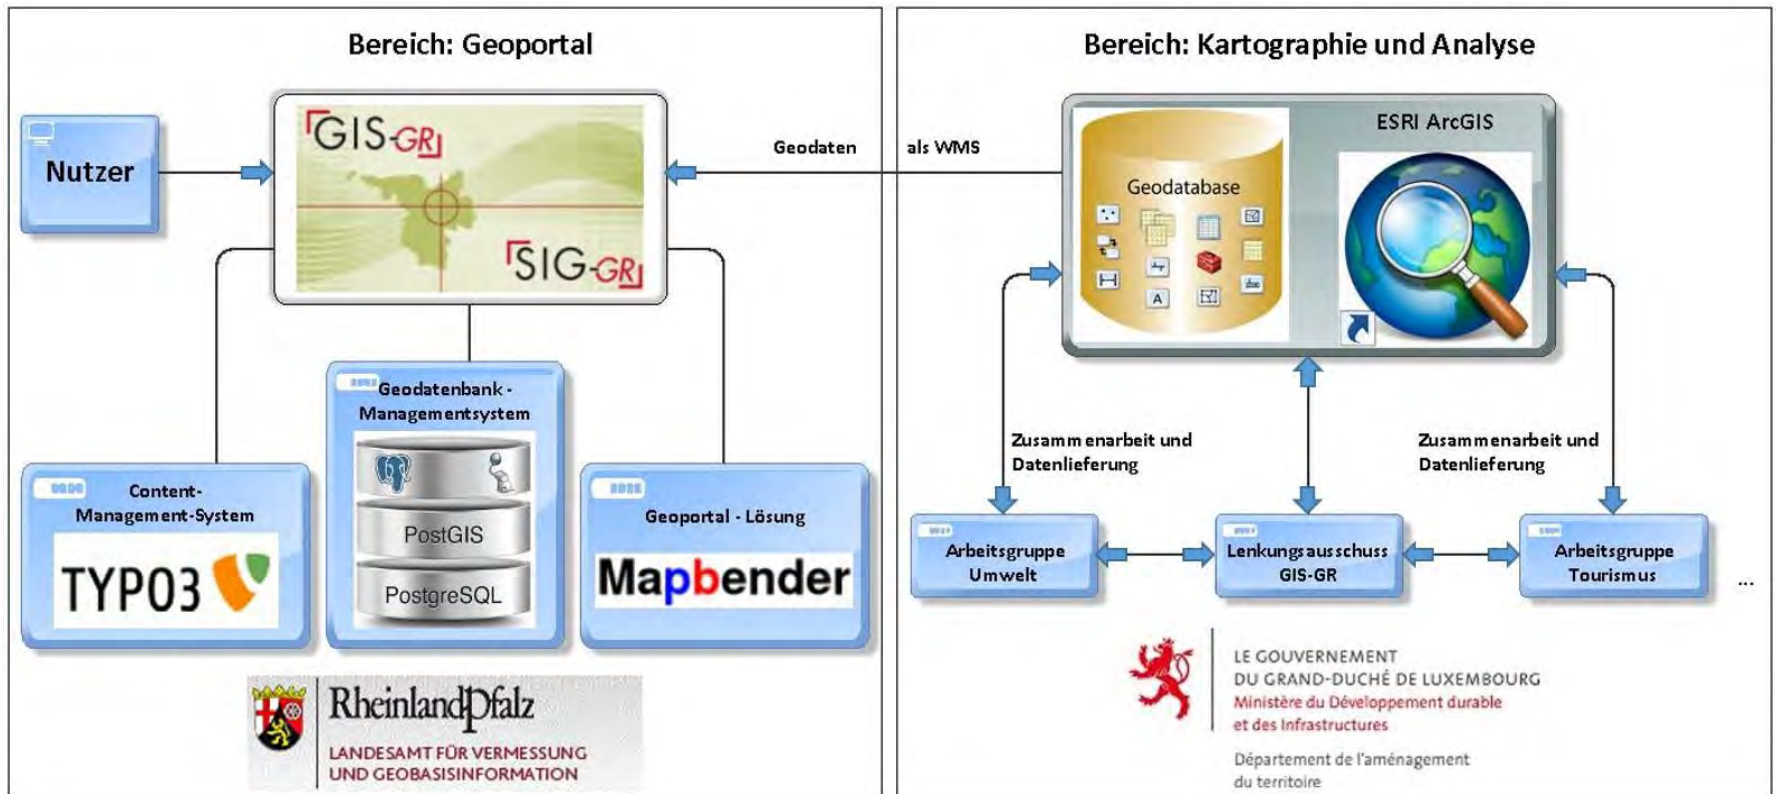 Bereich: Geoportal
Nutzer
GIS-GR
SIG-GR
Geodatenbank -
Managementsystem
PostGIS
PostgreSQL
Content-
Management-System
TYPO3
Geoportal - Lösung
Mapbender
RheinlandPfalz
LANDESAMT FÜR VERMESSUNG
UND GEOBASISINFORMATION
Geodaten als WMS
Bereich: Kartographie und Analyse
ESRI ArcGIS
Geodatabase
A
Zusammenarbeit und
Datenlieferung
Zusammenarbeit und
Datenlieferung
Arbeitsgruppe
Umwelt
Lenkungsausschuss
GIS-GR
Arbeitsgruppe
Tourismus
...
LE GOUVERNEMENT
DU GRAND-DUCHÉ DE LUXEMBOURG
Ministère du Développement durable
et des Infrastructures
Département de l'aménagement
du territoire